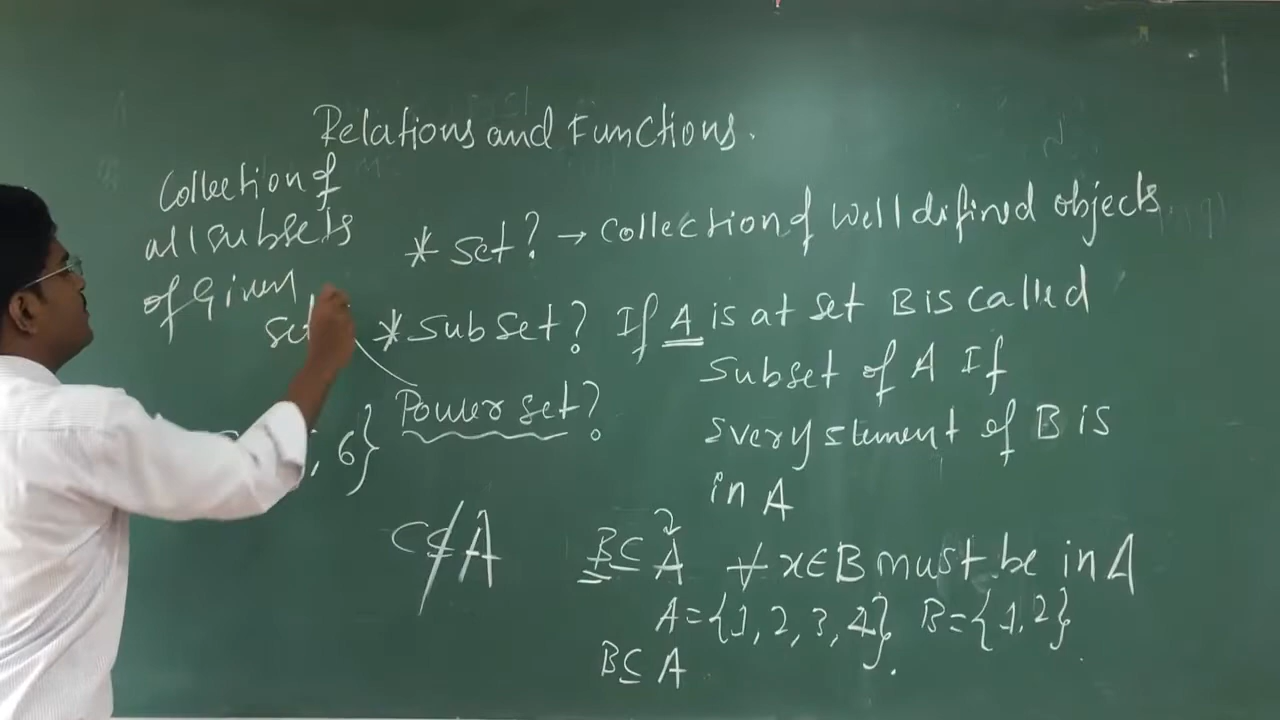 Relations and Functions.
Collection of
all subsets
of Given
set
* Set? → Collection of well difined objects
* Subset? If A is at set B is called
Subset of A If
Every element of B is
in A
Power set?
, 6}
C ⊈ A
B ⊆ A ∀ x ∈ B must be in A
A = {1, 2, 3, 4}. B = {1, 2}
B ⊆ A